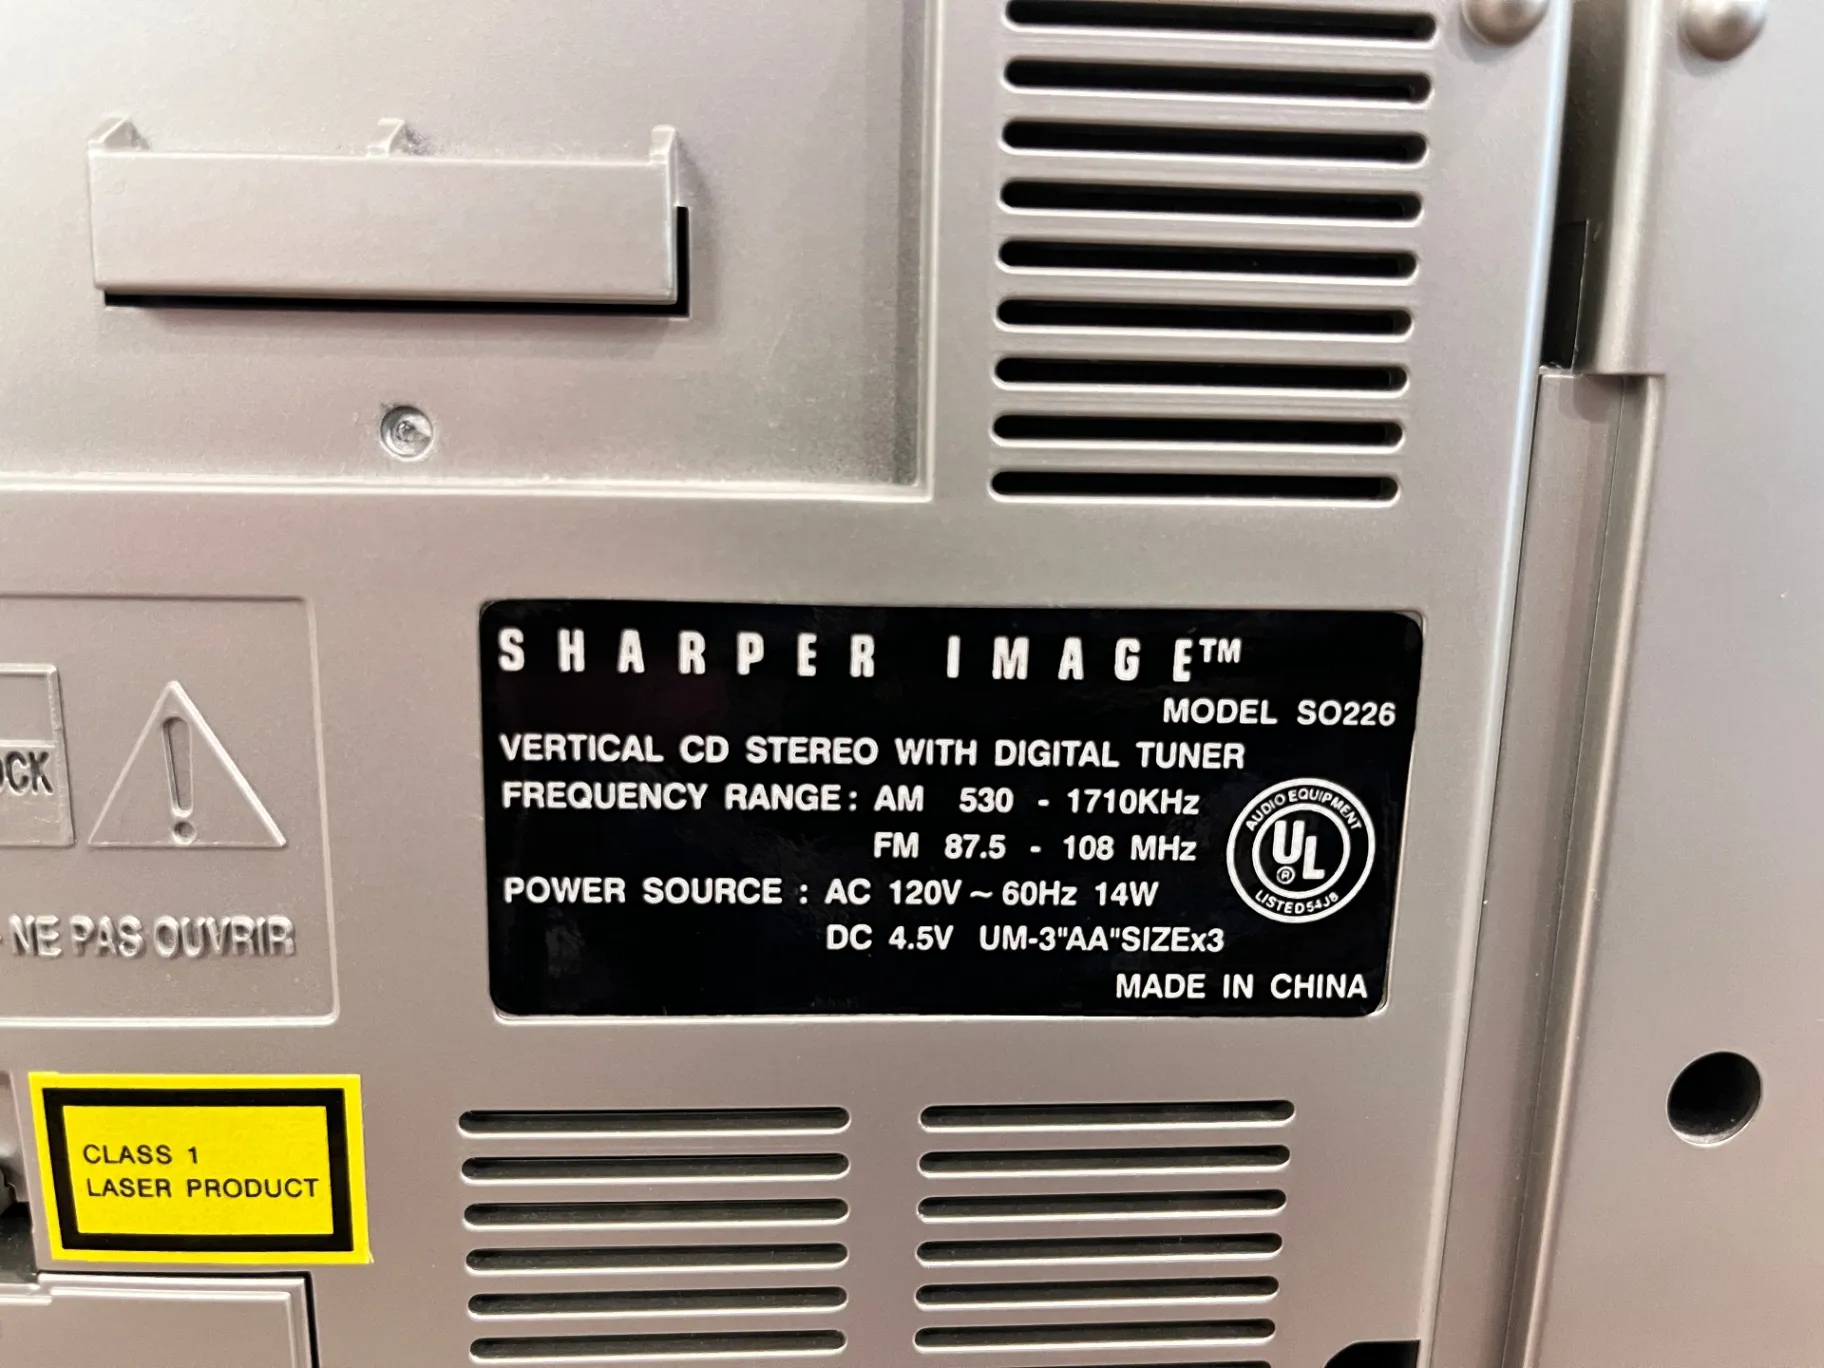 SHARPER IMAGE™
MODEL SO226
VERTICAL CD STEREO WITH DIGITAL TUNER
FREQUENCY RANGE: AM 530 - 1710KHz
FM 87.5 - 108 MHz
AUDIO EQUIPMENT
UL®
LISTED 54J8
POWER SOURCE : AC 120V ~ 60Hz 14W
DC 4.5V UM-3"AA"SIZEx3
MADE IN CHINA
OCK
- NE PAS OUVRIR
CLASS 1
LASER PRODUCT